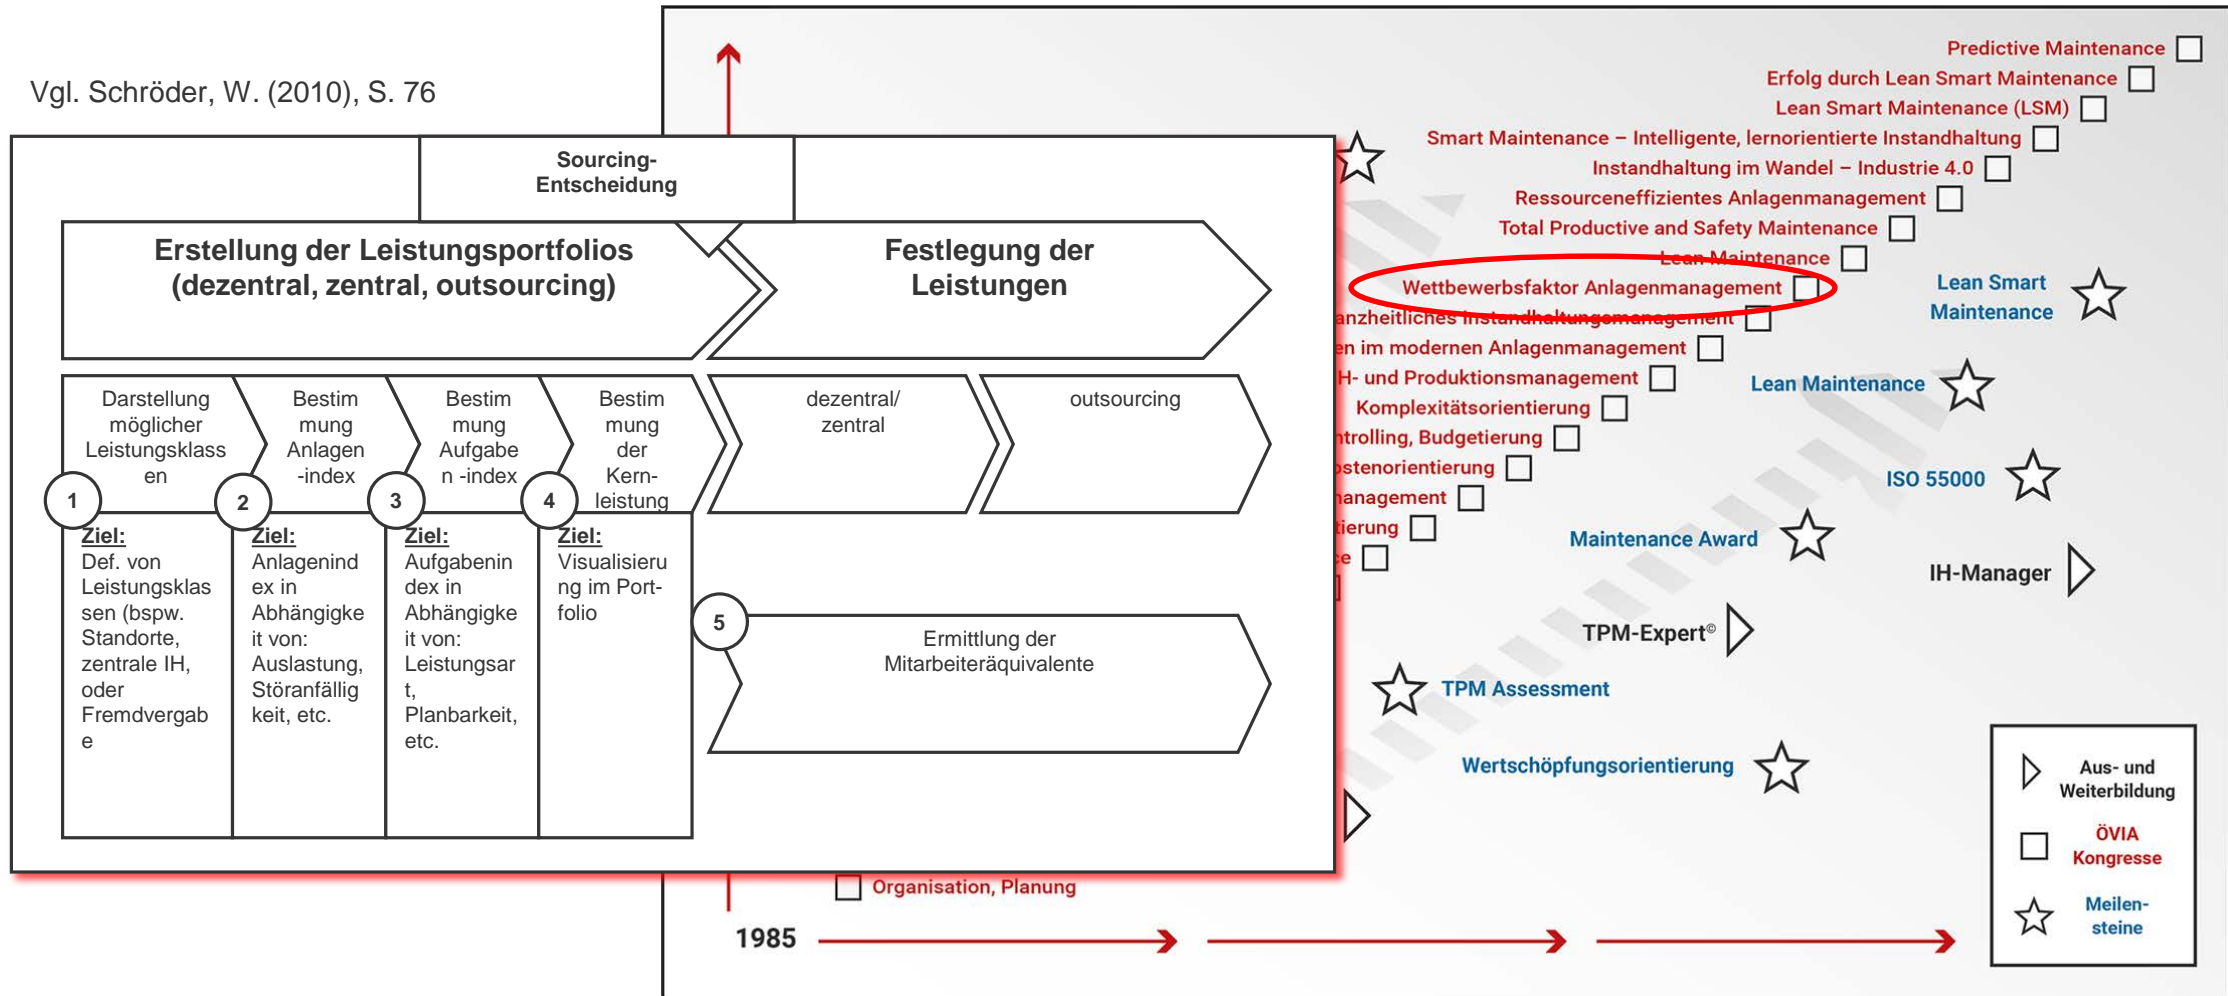 Vgl. Schröder, W. (2010), S. 76
Sourcing-
Entscheidung
Erstellung der Leistungsportfolios
(dezentral, zentral, outsourcing)
Festlegung der
Leistungen
Darstellung
möglicher
Leistungsklass
en
Bestim
mung
Anlagen
-index
Bestim
mung
Aufgabe
n -index
Bestim
mung
der
Kern-
leistung
dezentral/
zentral
outsourcing
1
2
3
4
Ziel:
Def. von
Leistungsklas
sen (bspw.
Standorte,
zentrale IH,
oder
Fremdvergab
e
Ziel:
Anlagenind
ex in
Abhängigke
it von:
Auslastung,
Störanfällig
keit, etc.
Ziel:
Aufgabenin
dex in
Abhängigke
it von:
Leistungsar
t,
Planbarkeit,
etc.
Ziel:
Visualisieru
ng im Port-
folio
5
Ermittlung der
Mitarbeiteräquivalente
Predictive Maintenance
Erfolg durch Lean Smart Maintenance
Lean Smart Maintenance (LSM)
Smart Maintenance – Intelligente, lernorientierte Instandhaltung
Instandhaltung im Wandel – Industrie 4.0
Ressourceneffizientes Anlagenmanagement
Total Productive and Safety Maintenance
Lean Maintenance
Wettbewerbsfaktor Anlagenmanagement
anzheitliches Instandhaltungsmanagement
en im modernen Anlagenmanagement
H- und Produktionsmanagement
Komplexitätsorientierung
ntrolling, Budgetierung
ostenorientierung
anagement
tierung
ce
Organisation, Planung
Lean Smart
Maintenance
Lean Maintenance
ISO 55000
Maintenance Award
IH-Manager
TPM-Expert©
TPM Assessment
Wertschöpfungsorientierung
1985
Aus- und
Weiterbildung
ÖVIA
Kongresse
Meilen-
steine